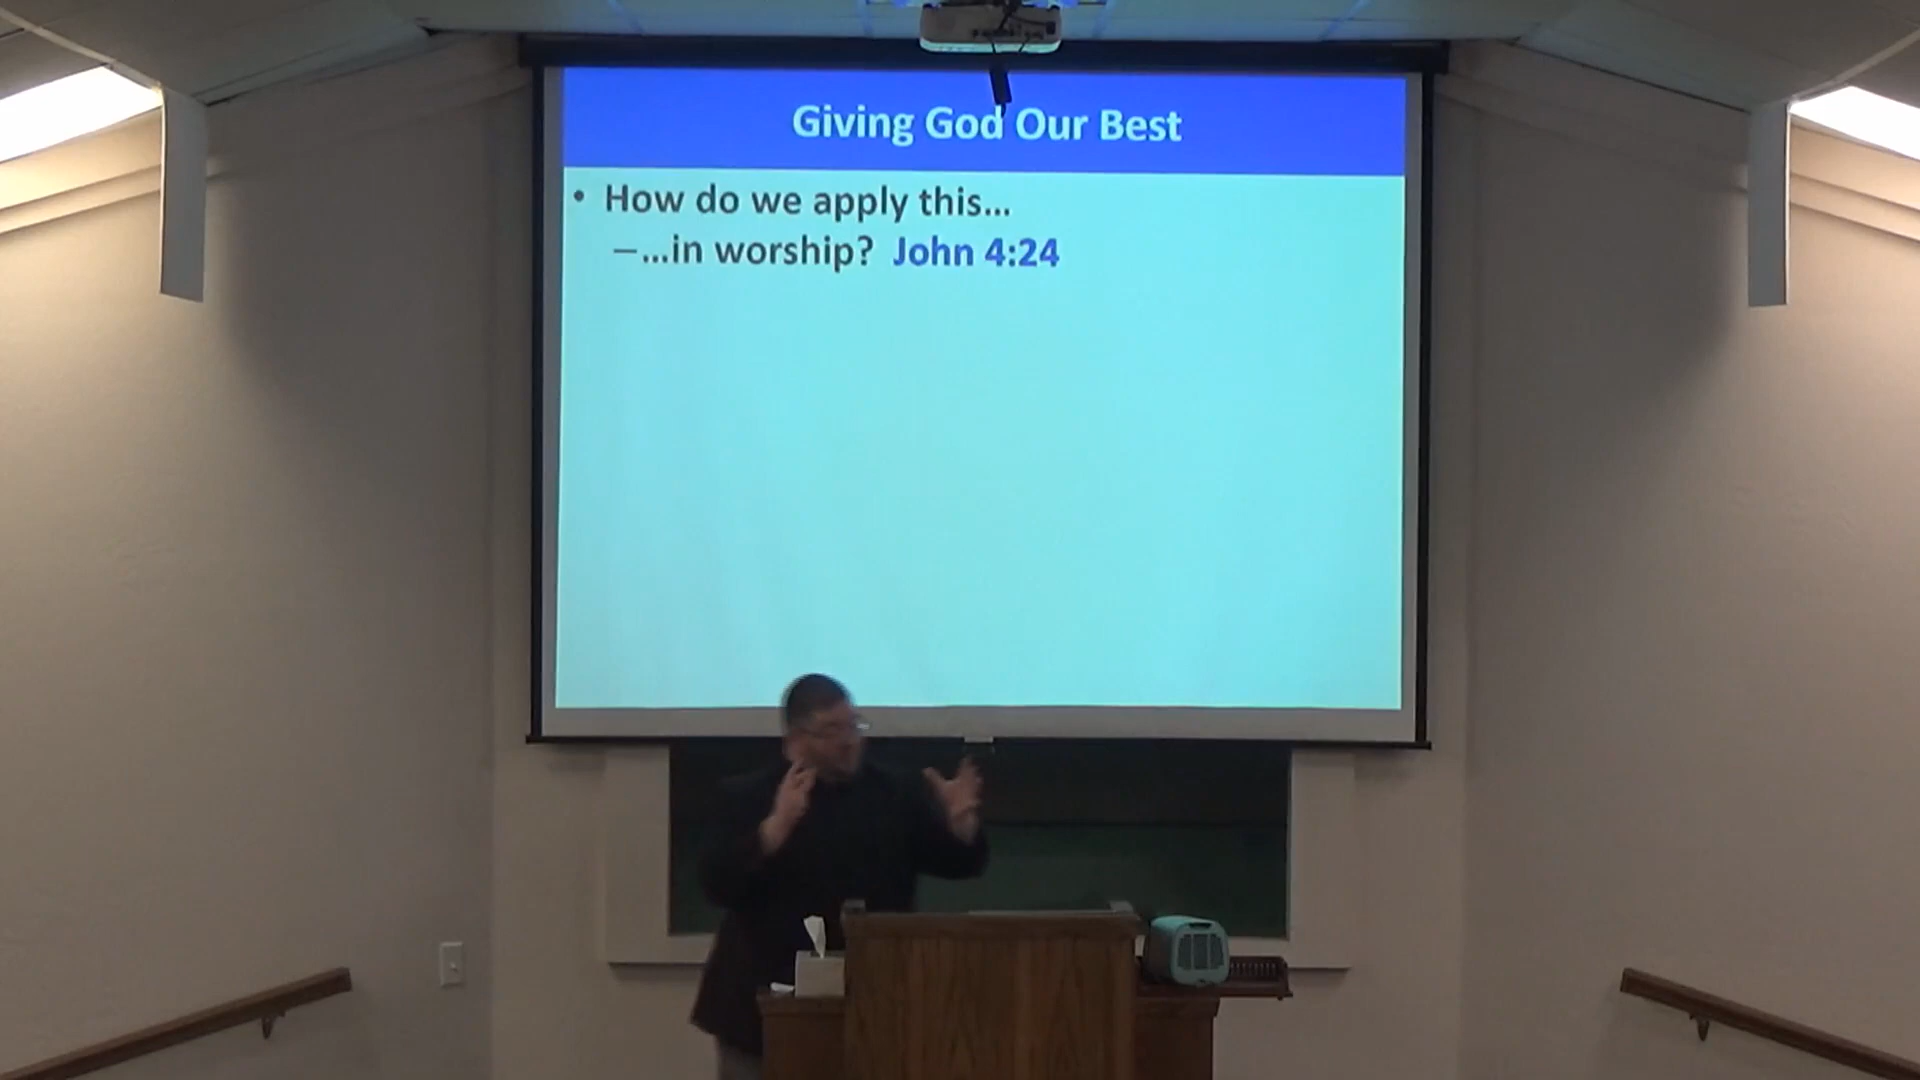 Giving God Our Best
• How do we apply this...
– ...in worship? John 4:24